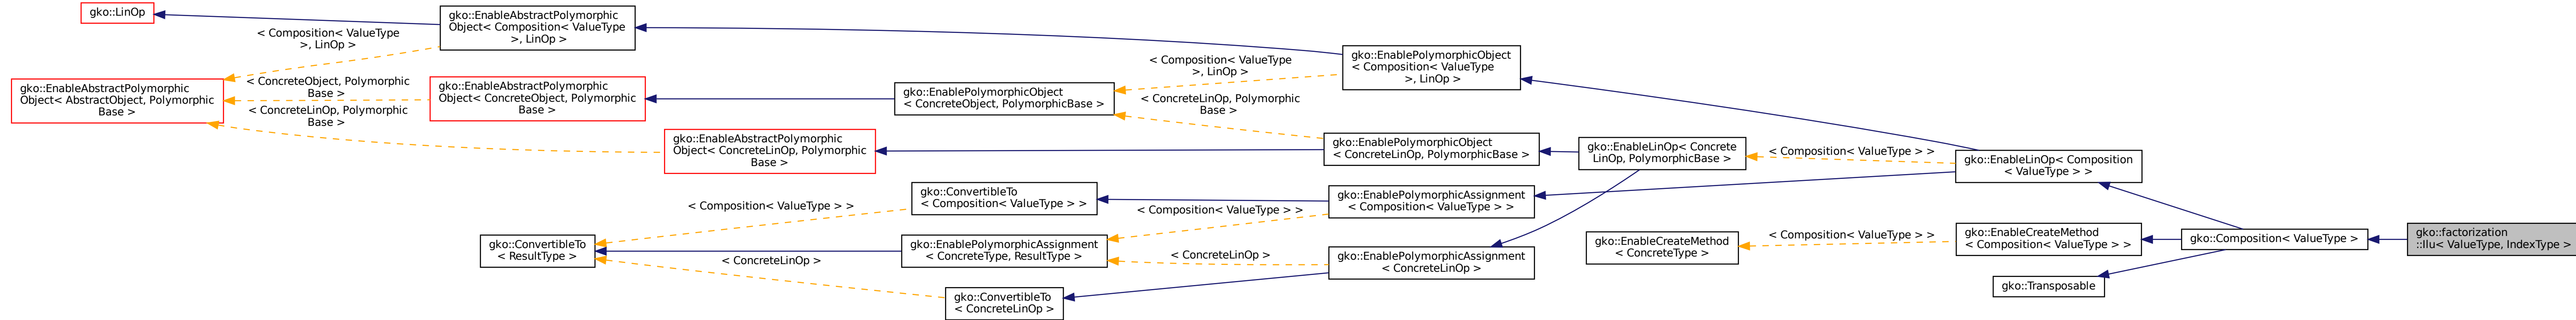 gko::LinOp
gko::EnableAbstractPolymorphic
Object< Composition< ValueType
>, LinOp >
< Composition< ValueType
>, LinOp >
gko::EnableAbstractPolymorphic
Object< AbstractObject, Polymorphic
Base >
< ConcreteObject, Polymorphic
Base >
< ConcreteLinOp, Polymorphic
Base >
gko::EnableAbstractPolymorphic
Object< ConcreteObject, Polymorphic
Base >
gko::EnableAbstractPolymorphic
Object< ConcreteLinOp, Polymorphic
Base >
gko::EnablePolymorphicObject
< ConcreteObject, PolymorphicBase >
< Composition< ValueType
>, LinOp >
< ConcreteLinOp, Polymorphic
Base >
gko::EnablePolymorphicObject
< Composition< ValueType
>, LinOp >
gko::EnablePolymorphicObject
< ConcreteLinOp, PolymorphicBase >
gko::EnableLinOp< Concrete
LinOp, PolymorphicBase >
< Composition< ValueType > >
gko::EnableLinOp< Composition
< ValueType > >
gko::ConvertibleTo
< ResultType >
< Composition< ValueType > >
< ConcreteLinOp >
gko::ConvertibleTo
< Composition< ValueType > >
gko::EnablePolymorphicAssignment
< ConcreteType, ResultType >
gko::ConvertibleTo
< ConcreteLinOp >
< Composition< ValueType > >
< ConcreteLinOp >
gko::EnablePolymorphicAssignment
< Composition< ValueType > >
gko::EnablePolymorphicAssignment
< ConcreteLinOp >
gko::EnableCreateMethod
< ConcreteType >
< Composition< ValueType > >
gko::EnableCreateMethod
< Composition< ValueType > >
gko::Transposable
gko::Composition< ValueType >
gko::factorization
::Ilu< ValueType, IndexType >